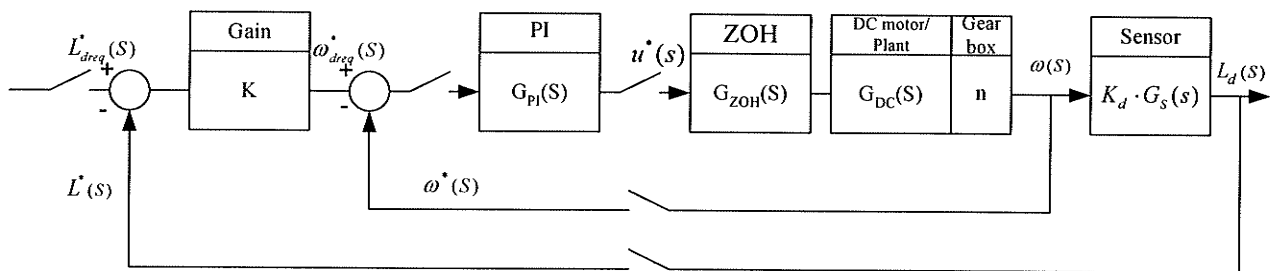 Gain
PI
ZOH
DC motor/
Plant
Gear
box
Sensor
L*dreq(S)
+
-
K
ω*dreq(S)
+
-
GPI(S)
u*(s)
GZOH(S)
GDC(S)
n
ω(S)
Kd · Gs(s)
Ld(S)
L*(S)
ω*(S)